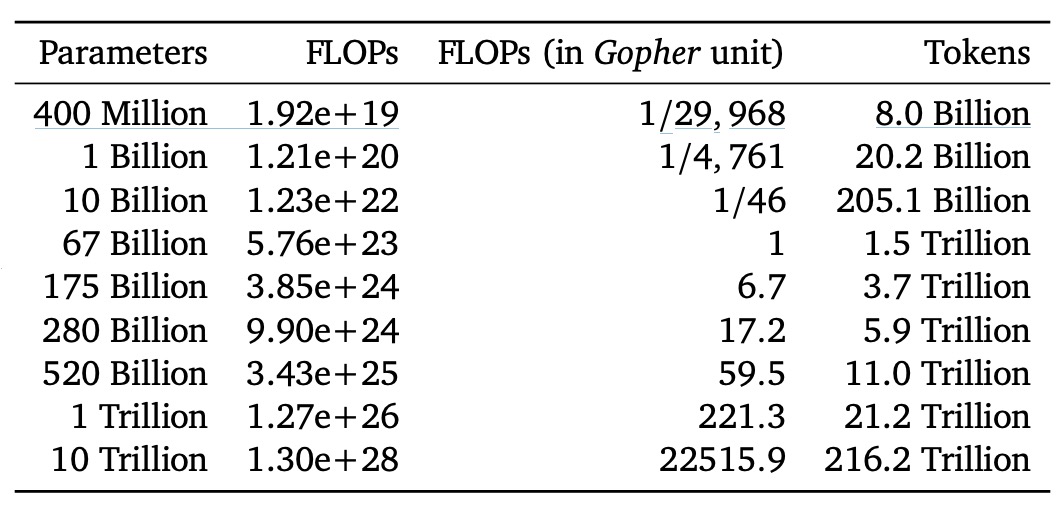 Parameters FLOPs FLOPs (in Gopher unit) Tokens
400 Million 1.92e+19 1/29,968 8.0 Billion
1 Billion 1.21e+20 1/4,761 20.2 Billion
10 Billion 1.23e+22 1/46 205.1 Billion
67 Billion 5.76e+23 1 1.5 Trillion
175 Billion 3.85e+24 6.7 3.7 Trillion
280 Billion 9.90e+24 17.2 5.9 Trillion
520 Billion 3.43e+25 59.5 11.0 Trillion
1 Trillion 1.27e+26 221.3 21.2 Trillion
10 Trillion 1.30e+28 22515.9 216.2 Trillion